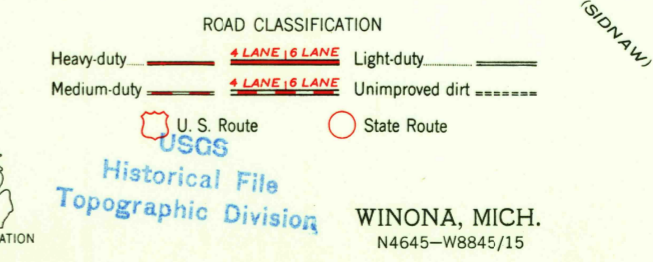 (SIDNAW)
ROAD CLASSIFICATION
Heavy-duty 4 LANE 6 LANE Light-duty
Medium-duty 4 LANE 6 LANE Unimproved dirt
U. S. Route State Route
USGS
Historical File
Topographic Division
WINONA, MICH.
N4645–W8845/15